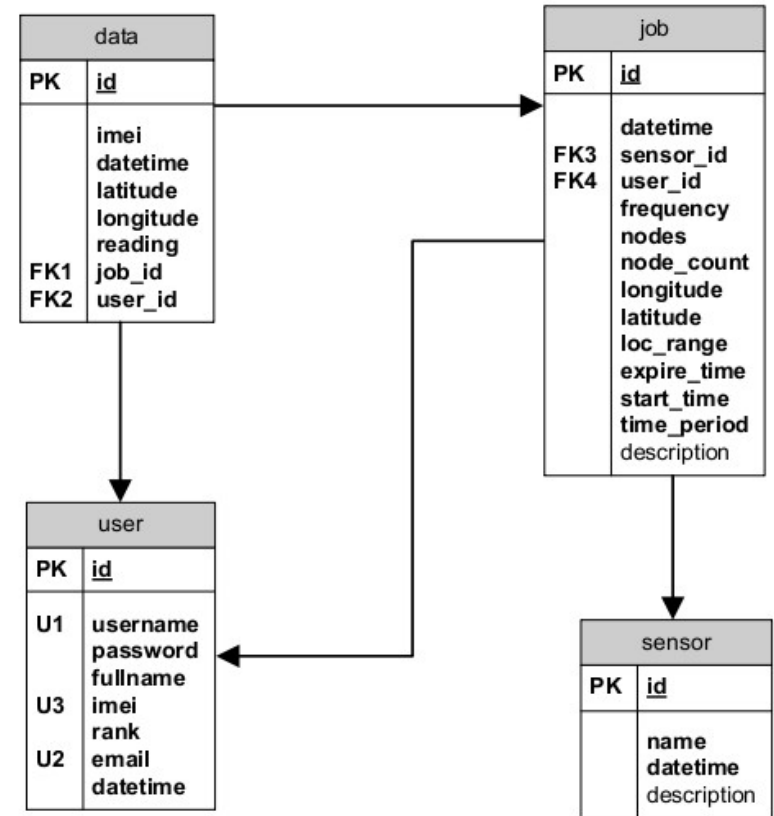 data
PK id
imei
datetime
latitude
longitude
reading
FK1 job_id
FK2 user_id
job
PK id
datetime
FK3 sensor_id
FK4 user_id
frequency
nodes
node_count
longitude
latitude
loc_range
expire_time
start_time
time_period
description
user
PK id
U1 username
password
fullname
U3 imei
rank
U2 email
datetime
sensor
PK id
name
datetime
description